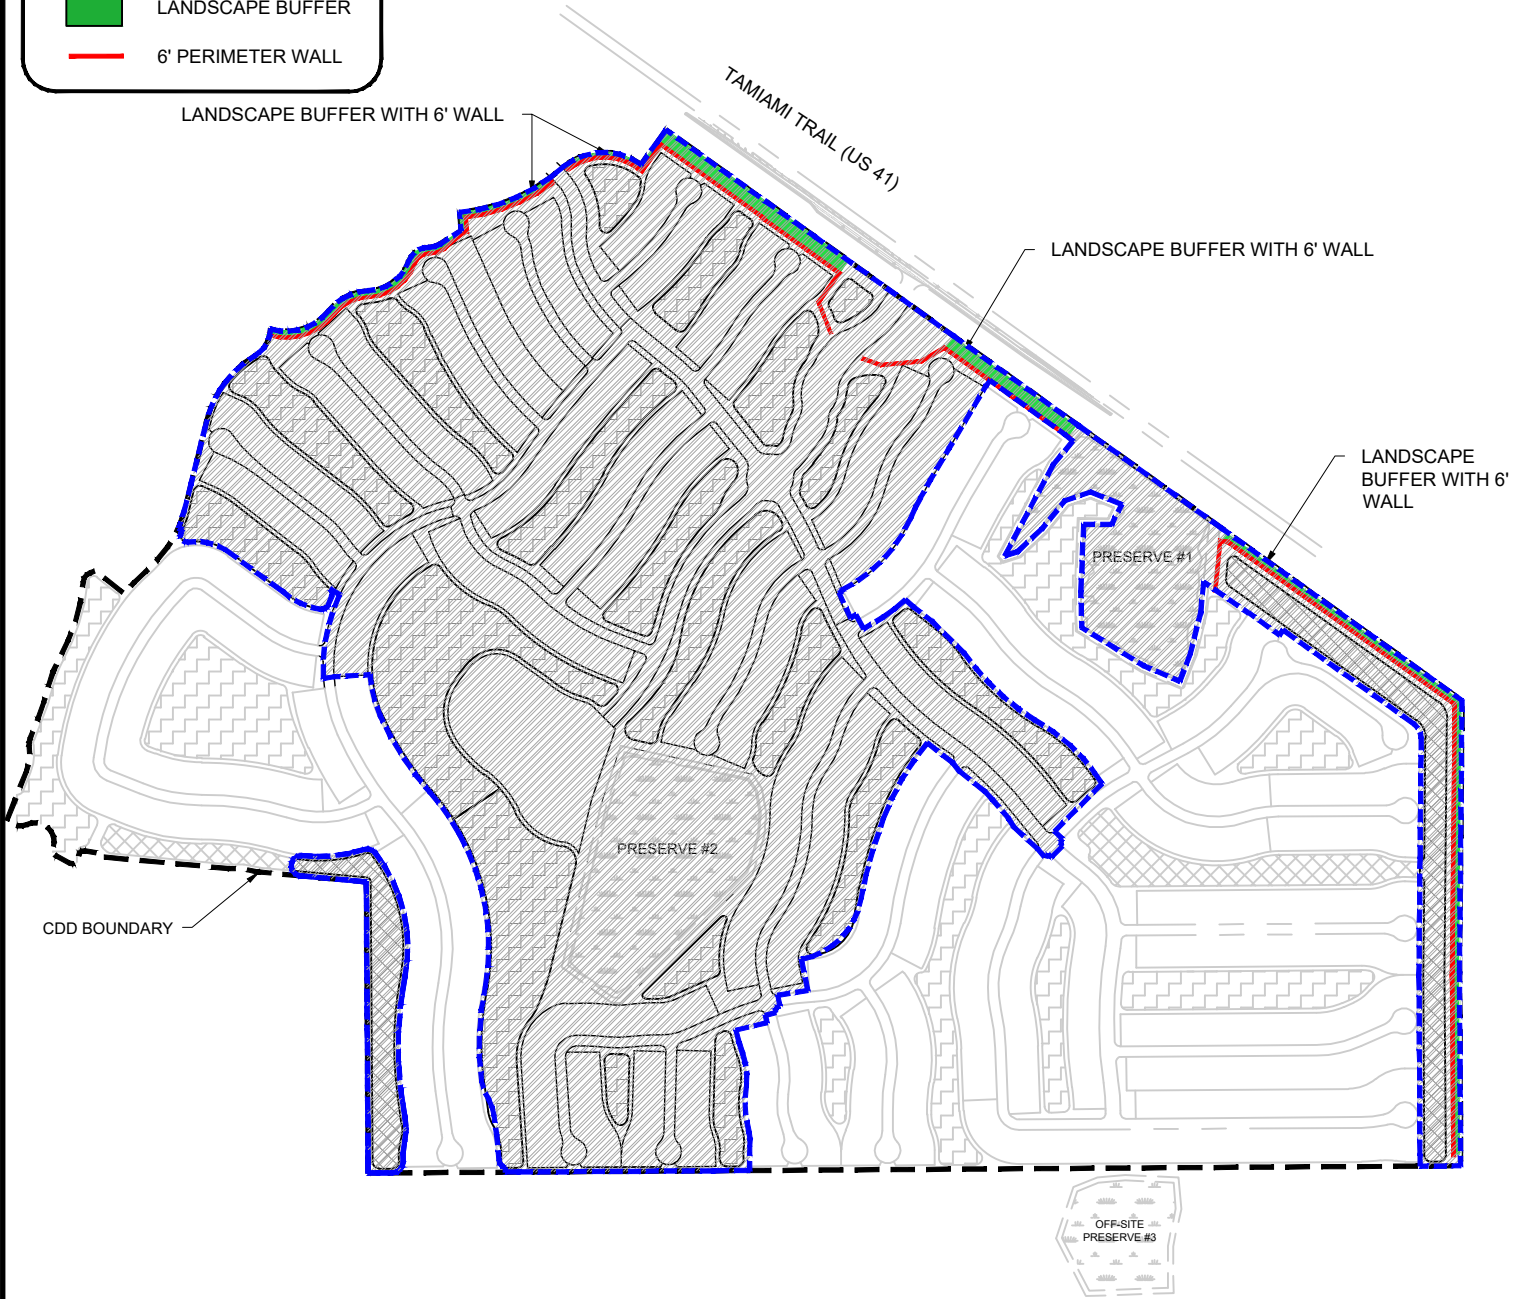 LANDSCAPE BUFFER
6' PERIMETER WALL
LANDSCAPE BUFFER WITH 6' WALL
TAMIAMI TRAIL (US 41)
LANDSCAPE BUFFER WITH 6' WALL
LANDSCAPE
BUFFER WITH 6'
WALL
PRESERVE #1
PRESERVE #2
CDD BOUNDARY
OFF-SITE
PRESERVE #3